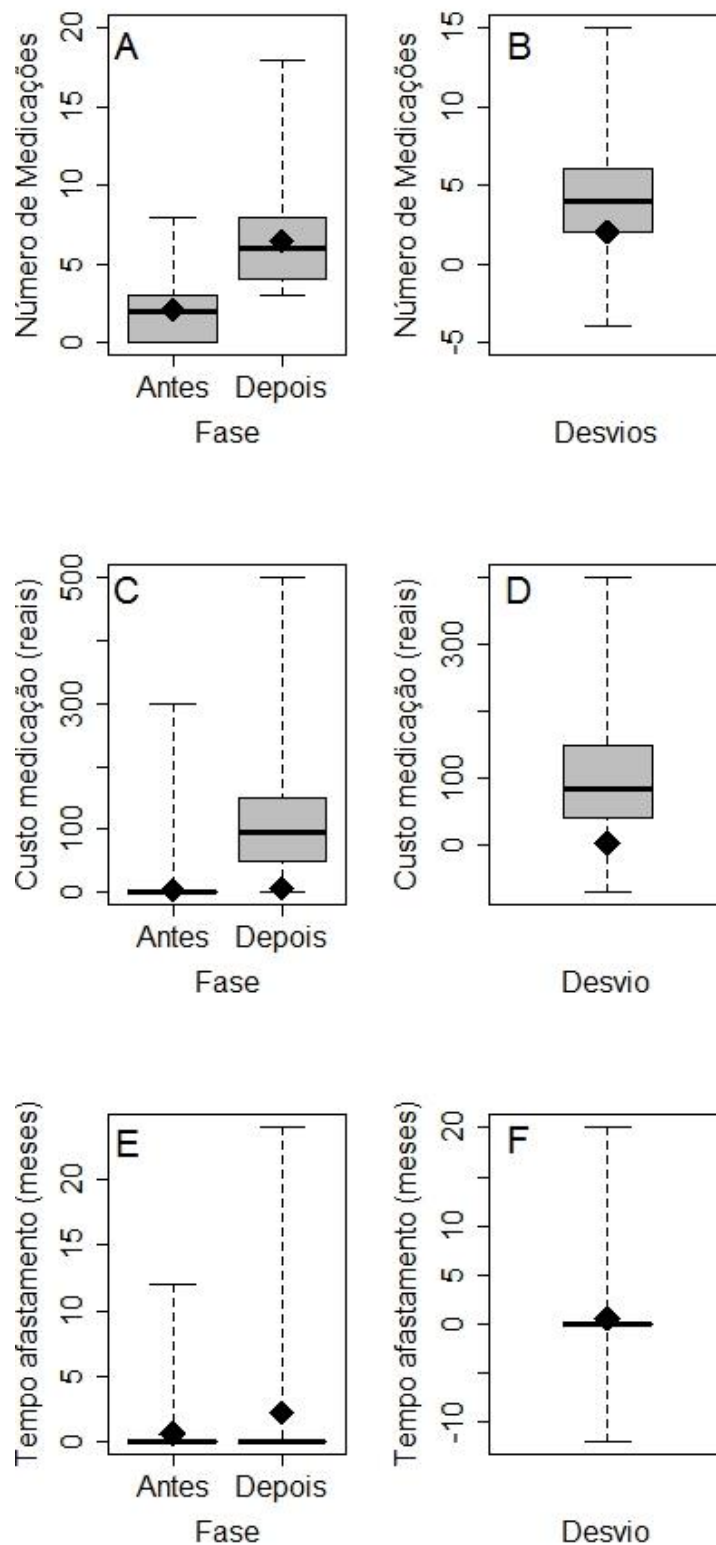 A
Número de Medicações
20
15
10
5
0
Antes Depois
Fase
B
Número de Medicações
15
10
5
0
-5
Desvios
C
Custo medicação (reais)
500
300
100
0
Antes Depois
Fase
D
Custo medicação (reais)
300
100
0
Desvio
E
Tempo afastamento (meses)
20
15
10
5
0
Antes Depois
Fase
F
Tempo afastamento (meses)
20
10
5
0
-10
Desvio